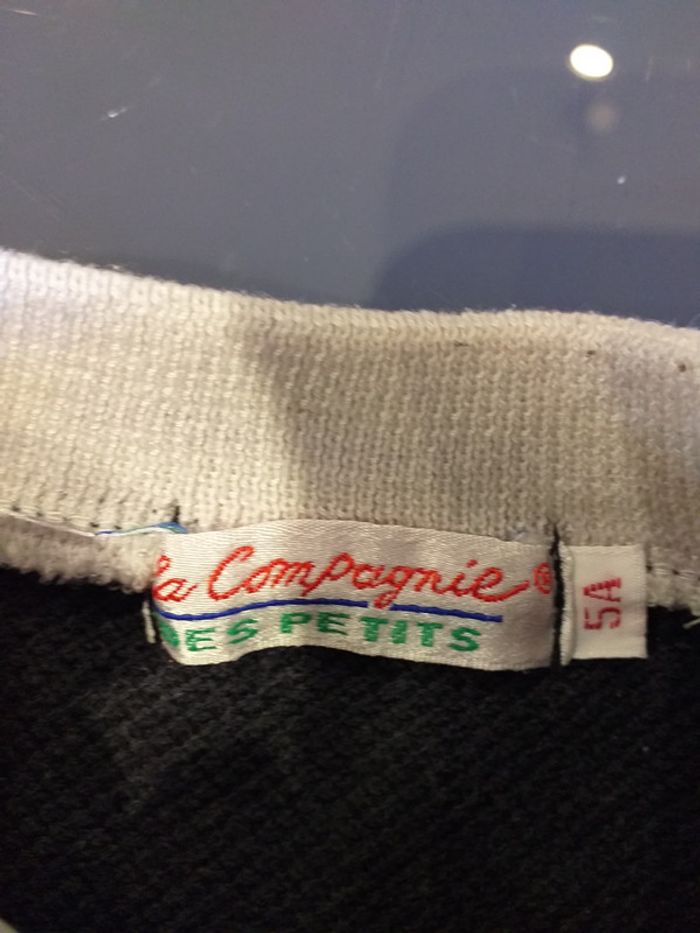 la Compagnie®
DES PETITS
5A